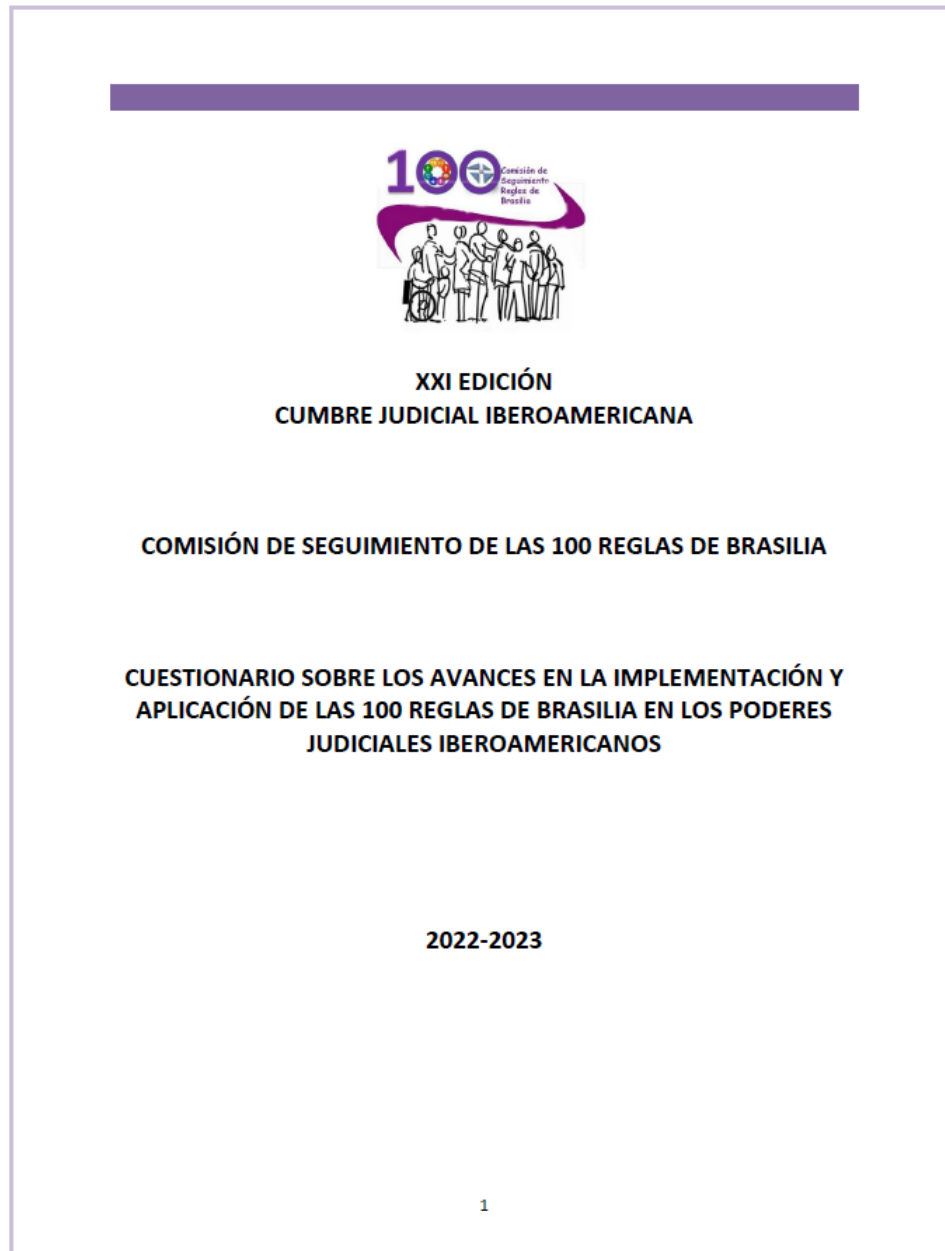 100
Comisión de
Seguimiento
Reglas de
Brasilia
XXI EDICIÓN
CUMBRE JUDICIAL IBEROAMERICANA
COMISIÓN DE SEGUIMIENTO DE LAS 100 REGLAS DE BRASILIA
CUESTIONARIO SOBRE LOS AVANCES EN LA IMPLEMENTACIÓN Y
APLICACIÓN DE LAS 100 REGLAS DE BRASILIA EN LOS PODERES
JUDICIALES IBEROAMERICANOS
2022-2023
1